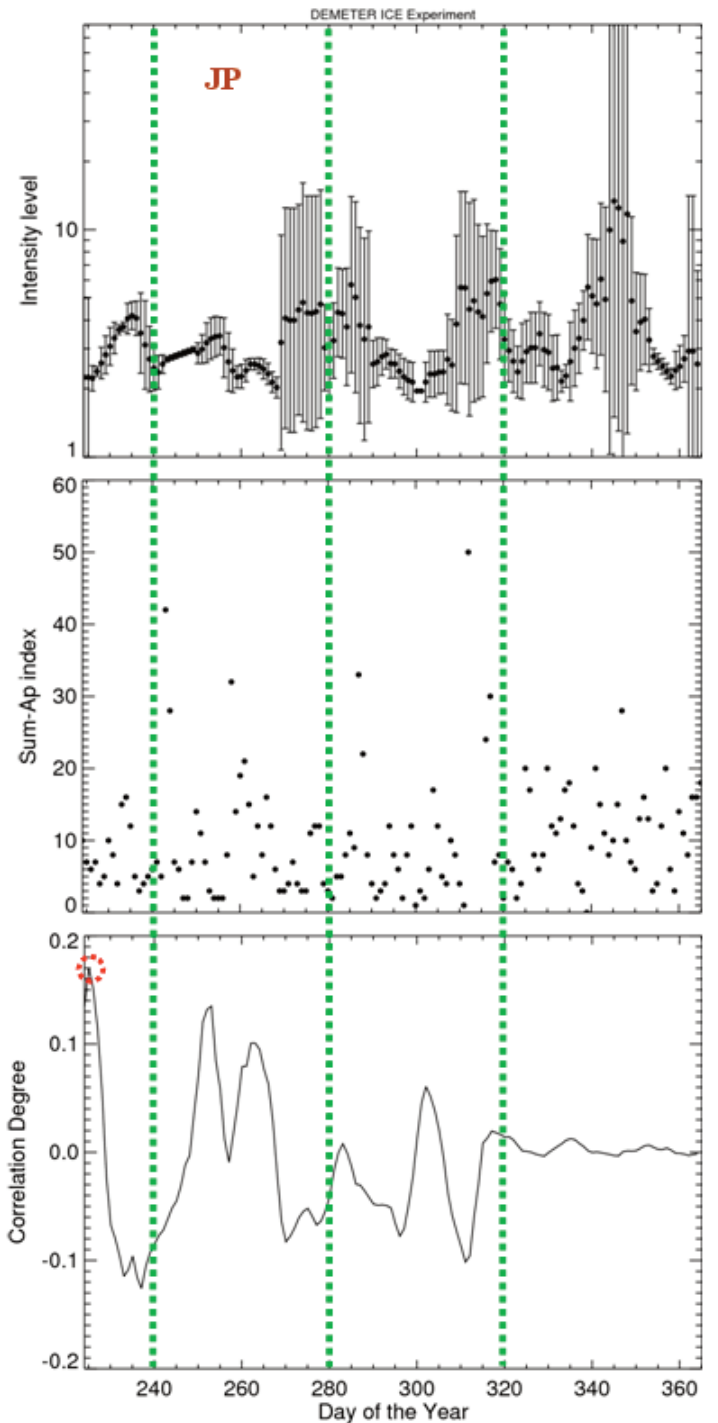 DEMETER ICE Experiment
JP
10
1
Intensity level
60
50
40
30
20
10
0
Sum-Ap index
0.2
0.1
0.0
-0.1
-0.2
Correlation Degree
240 260 280 300 320 340 360
Day of the Year